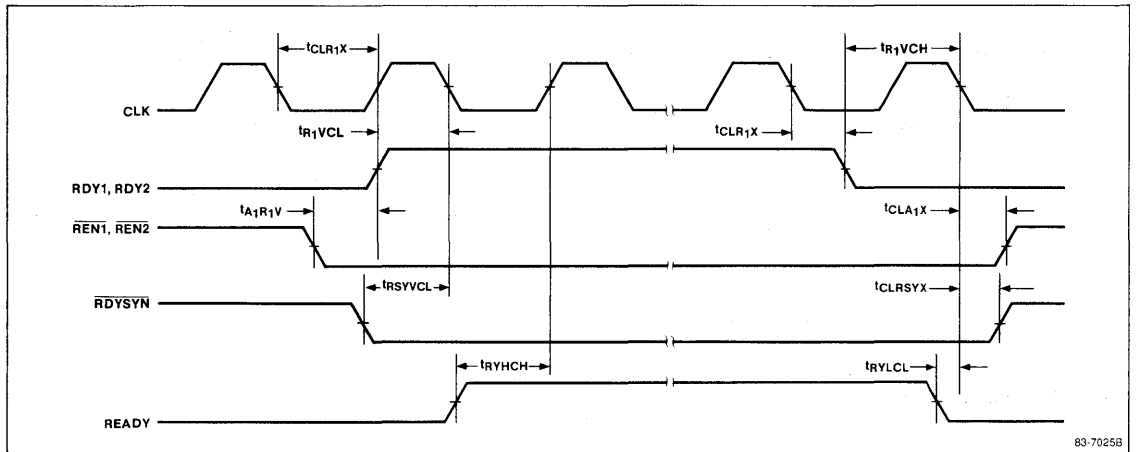 tCLR1X
tR1VCH
CLK
tR1VCL
tCLR1X
RDY1, RDY2
tA1R1V
tCLA1X
REN1, REN2
tRSYVCL
tCLRSYX
RDYSYN
tRYHCH
tRYLCL
READY
83-7025B